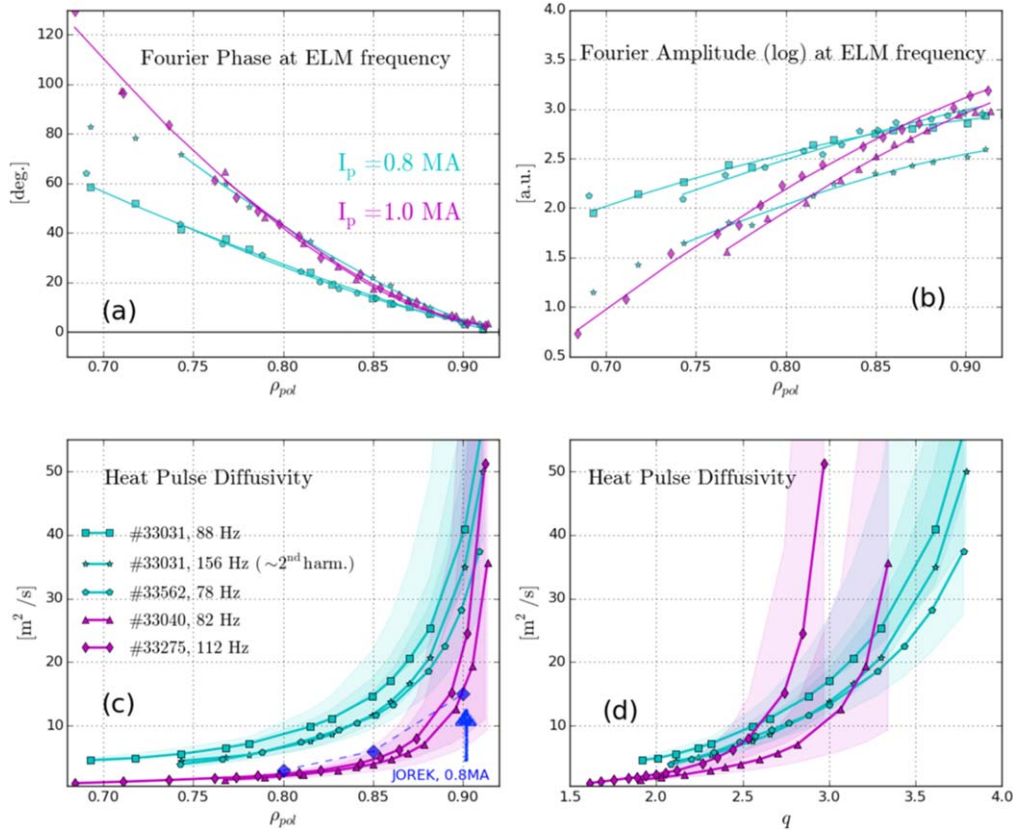 Fourier Phase at ELM frequency
I_p =0.8 MA
I_p =1.0 MA
(a)
[deg.]
120
100
80
60
40
20
0
0.70 0.75 0.80 0.85 0.90
ρ_pol
Fourier Amplitude (log) at ELM frequency
(b)
[a.u.]
4.0
3.5
3.0
2.5
2.0
1.5
1.0
0.5
0.70 0.75 0.80 0.85 0.90
ρ_pol
Heat Pulse Diffusivity
#33031, 88 Hz
#33031, 156 Hz (~2nd harm.)
#33562, 78 Hz
#33040, 82 Hz
#33275, 112 Hz
(c)
JOREK, 0.8MA
[m² /s]
50
40
30
20
10
0.70 0.75 0.80 0.85 0.90
ρ_pol
Heat Pulse Diffusivity
(d)
[m² /s]
50
40
30
20
10
1.5 2.0 2.5 3.0 3.5 4.0
q